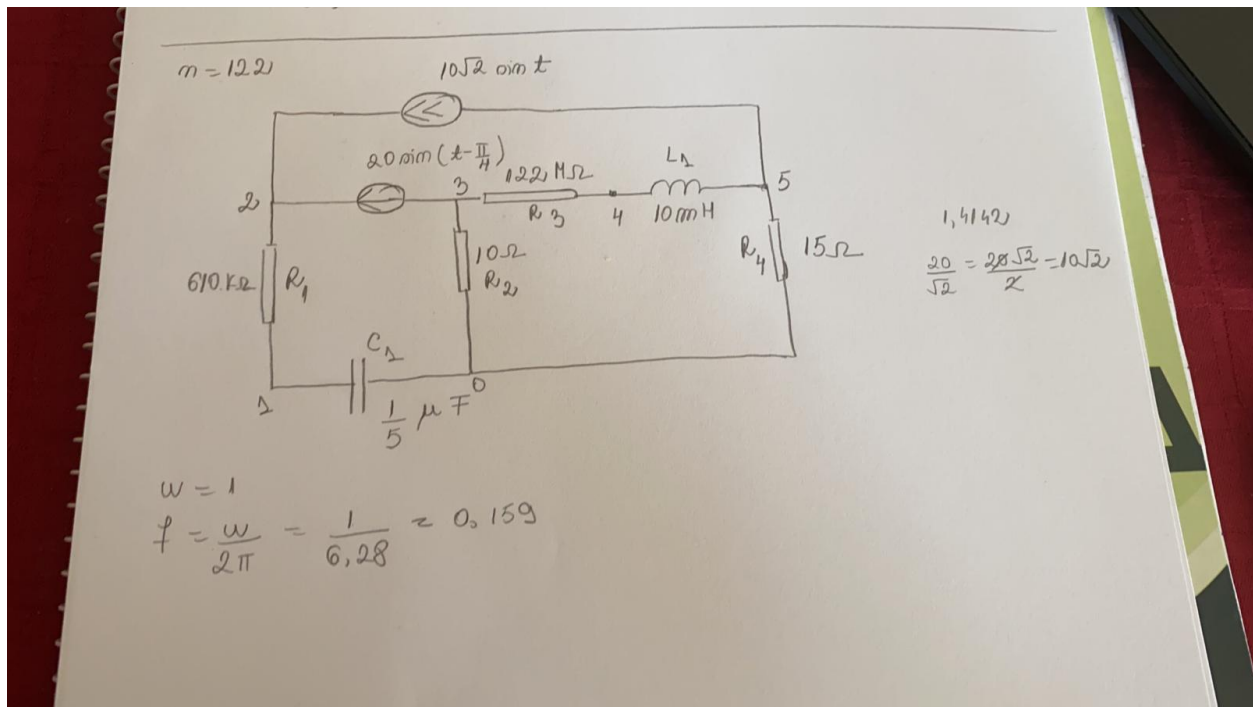 n = 122
10√2 sin t
20 sin (t - π/4)
3
122 MΩ
R3
4
L1
10 mH
5
2
610 KΩ
R1
10Ω
R2
R4
15Ω
1,4142
20/√2 = 20√2/2 = 10√2
C1
1
0
1/5 μF
w = 1
f = w/2π = 1/6,28 = 0.159